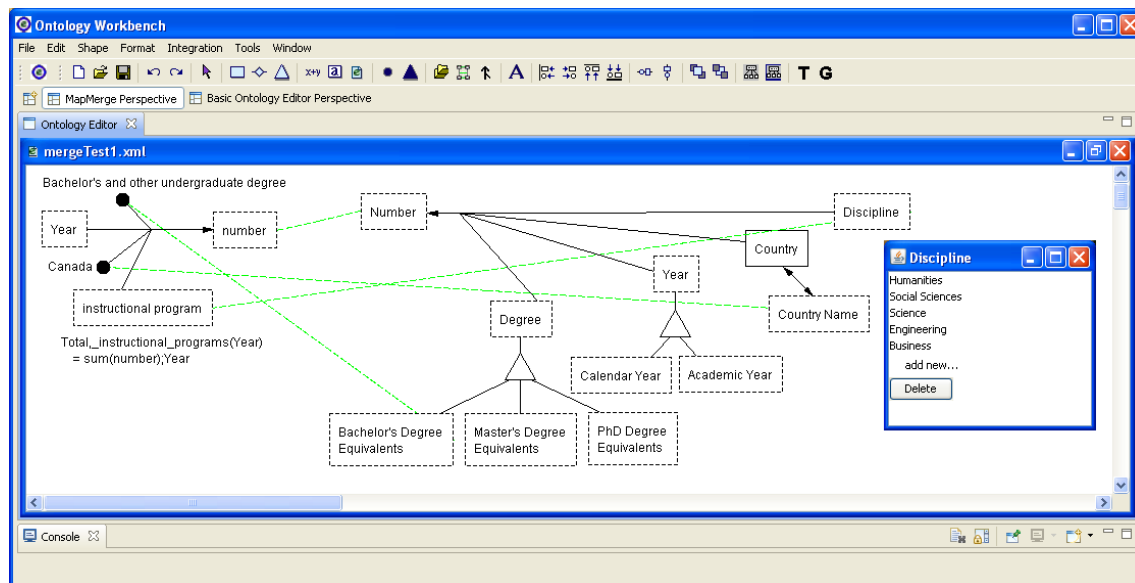 Ontology Workbench
File Edit Shape Format Integration Tools Window
x+y a A T G
MapMerge Perspective Basic Ontology Editor Perspective
Ontology Editor
mergeTest1.xml
Bachelor's and other undergraduate degree
Year
number
Number
Discipline
Canada
Country
Year
instructional program
Degree
Country Name
Total,_instructional_programs(Year)
= sum(number);Year
Calendar Year
Academic Year
Bachelor's Degree
Equivalents
Master's Degree
Equivalents
PhD Degree
Equivalents
Discipline
Humanities
Social Sciences
Science
Engineering
Business
add new...
Delete
Console